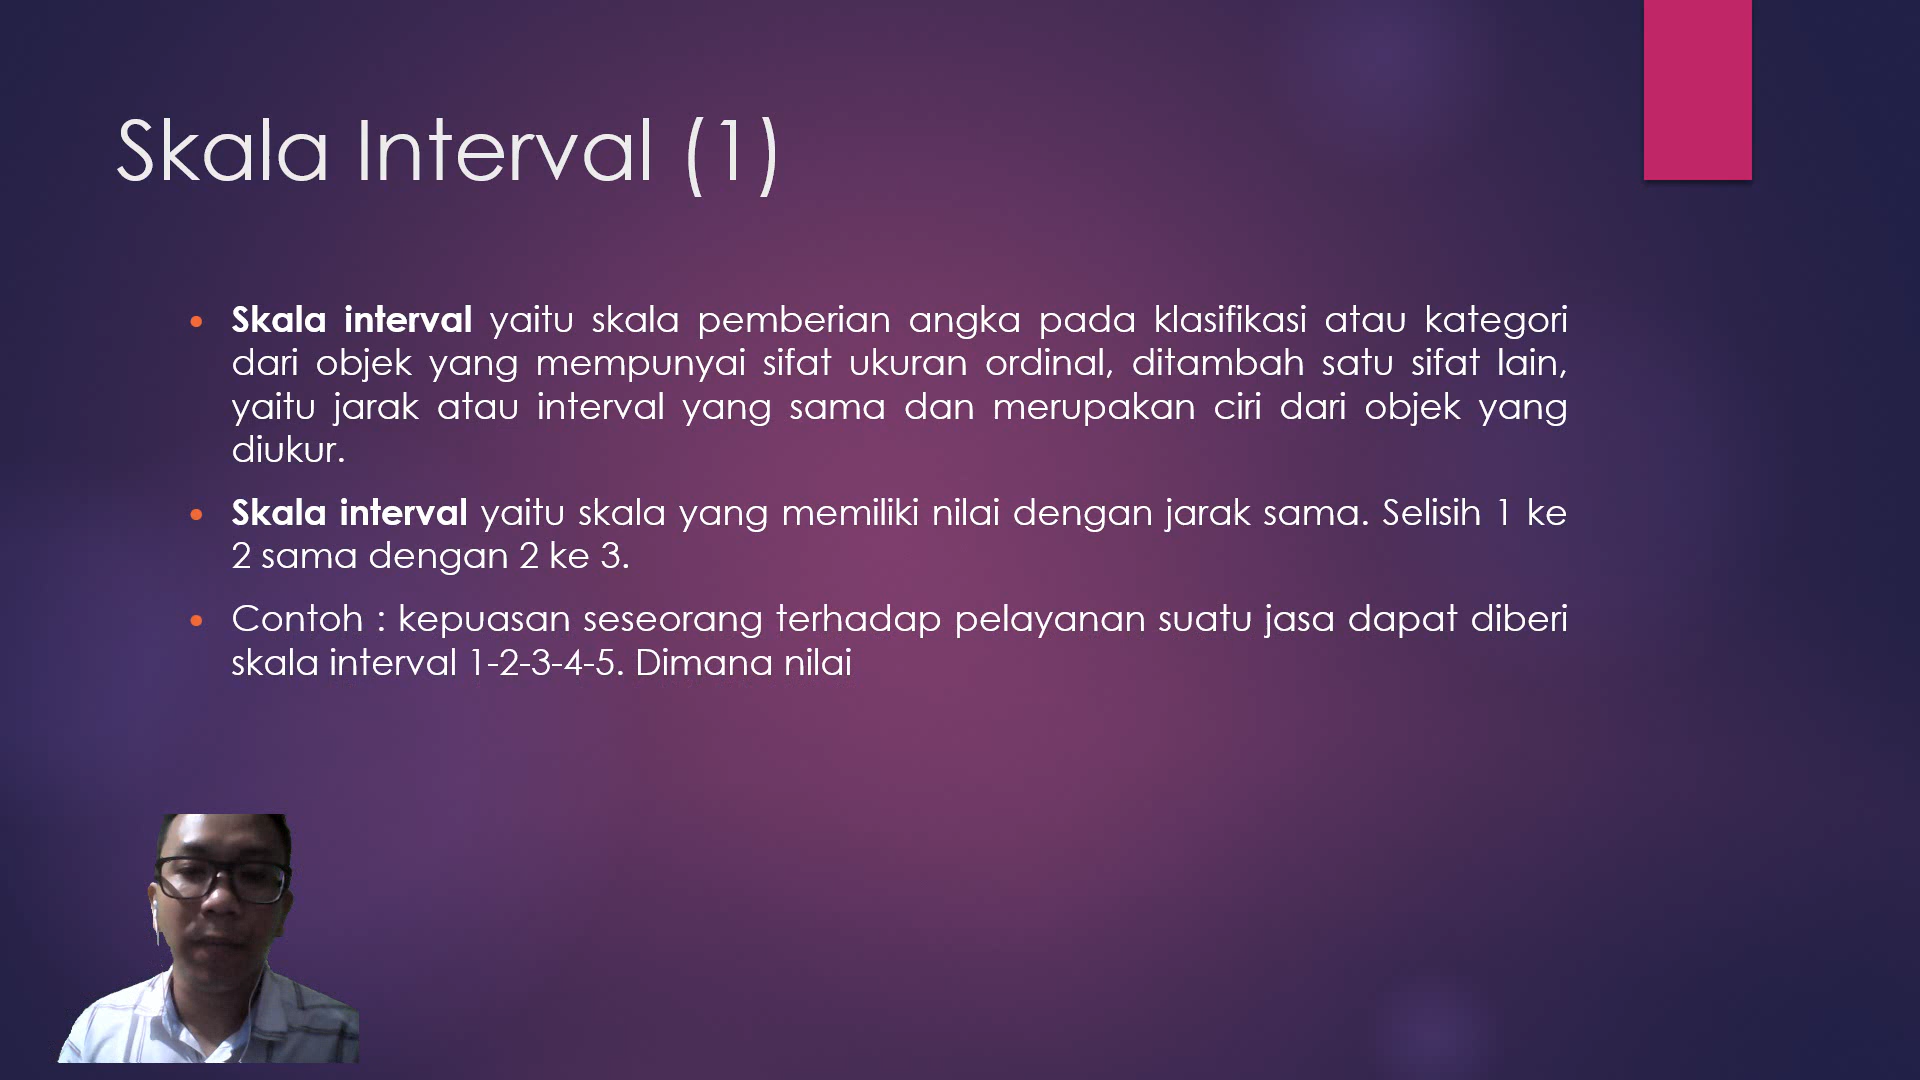 Skala Interval (1)
Skala interval yaitu skala pemberian angka pada klasifikasi atau kategori
dari objek yang mempunyai sifat ukuran ordinal, ditambah satu sifat lain,
yaitu jarak atau interval yang sama dan merupakan ciri dari objek yang
diukur.
Skala interval yaitu skala yang memiliki nilai dengan jarak sama. Selisih 1 ke
2 sama dengan 2 ke 3.
Contoh : kepuasan seseorang terhadap pelayanan suatu jasa dapat diberi
skala interval 1-2-3-4-5. Dimana nilai